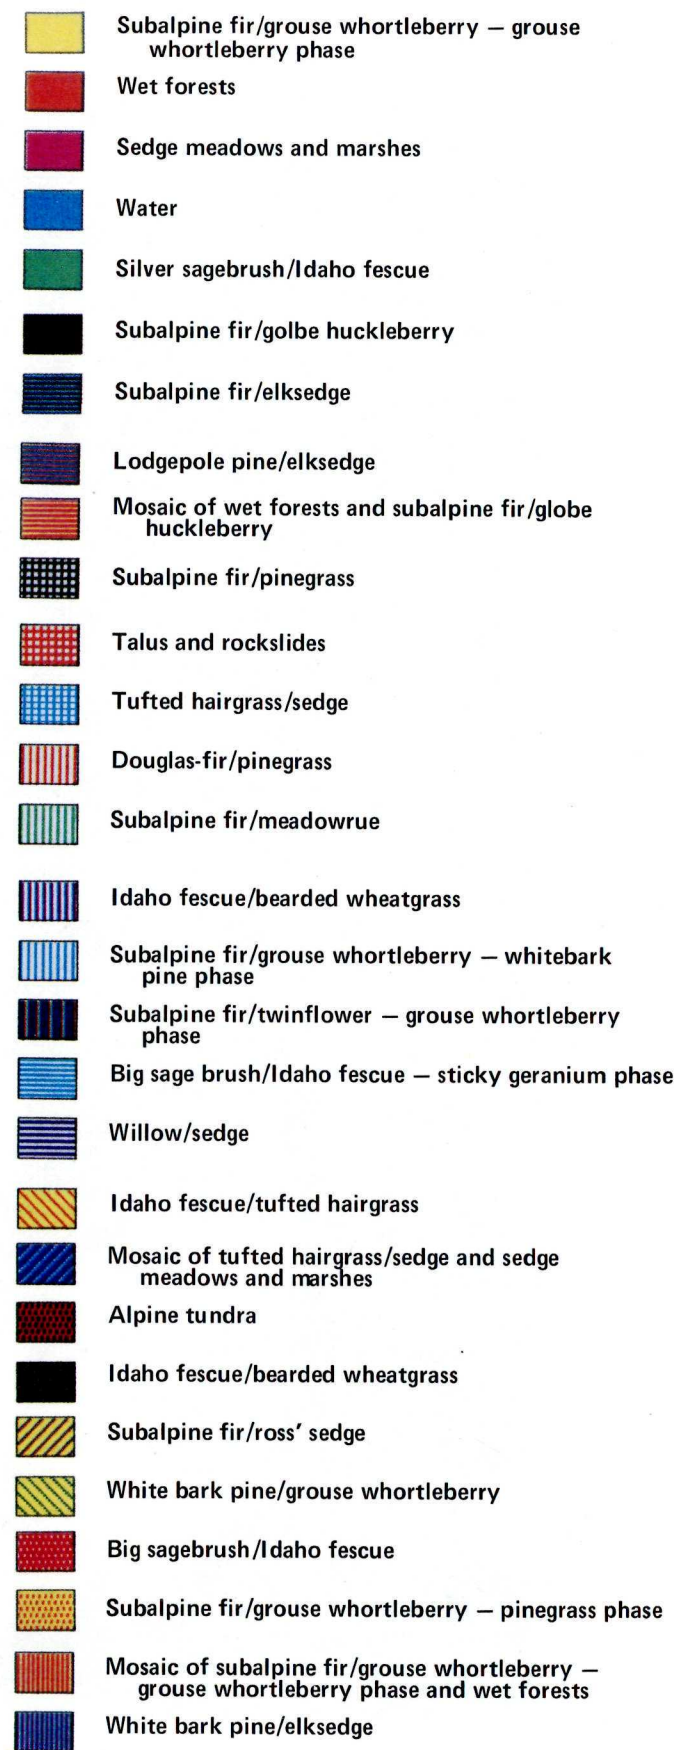 Subalpine fir/grouse whortleberry — grouse
whortleberry phase
Wet forests
Sedge meadows and marshes
Water
Silver sagebrush/Idaho fescue
Subalpine fir/golbe huckleberry
Subalpine fir/elksedge
Lodgepole pine/elksedge
Mosaic of wet forests and subalpine fir/globe
huckleberry
Subalpine fir/pinegrass
Talus and rockslides
Tufted hairgrass/sedge
Douglas-fir/pinegrass
Subalpine fir/meadowrue
Idaho fescue/bearded wheatgrass
Subalpine fir/grouse whortleberry — whitebark
pine phase
Subalpine fir/twinflower — grouse whortleberry
phase
Big sage brush/Idaho fescue — sticky geranium phase
Willow/sedge
Idaho fescue/tufted hairgrass
Mosaic of tufted hairgrass/sedge and sedge
meadows and marshes
Alpine tundra
Idaho fescue/bearded wheatgrass
Subalpine fir/ross' sedge
White bark pine/grouse whortleberry
Big sagebrush/Idaho fescue
Subalpine fir/grouse whortleberry — pinegrass phase
Mosaic of subalpine fir/grouse whortleberry —
grouse whortleberry phase and wet forests
White bark pine/elksedge